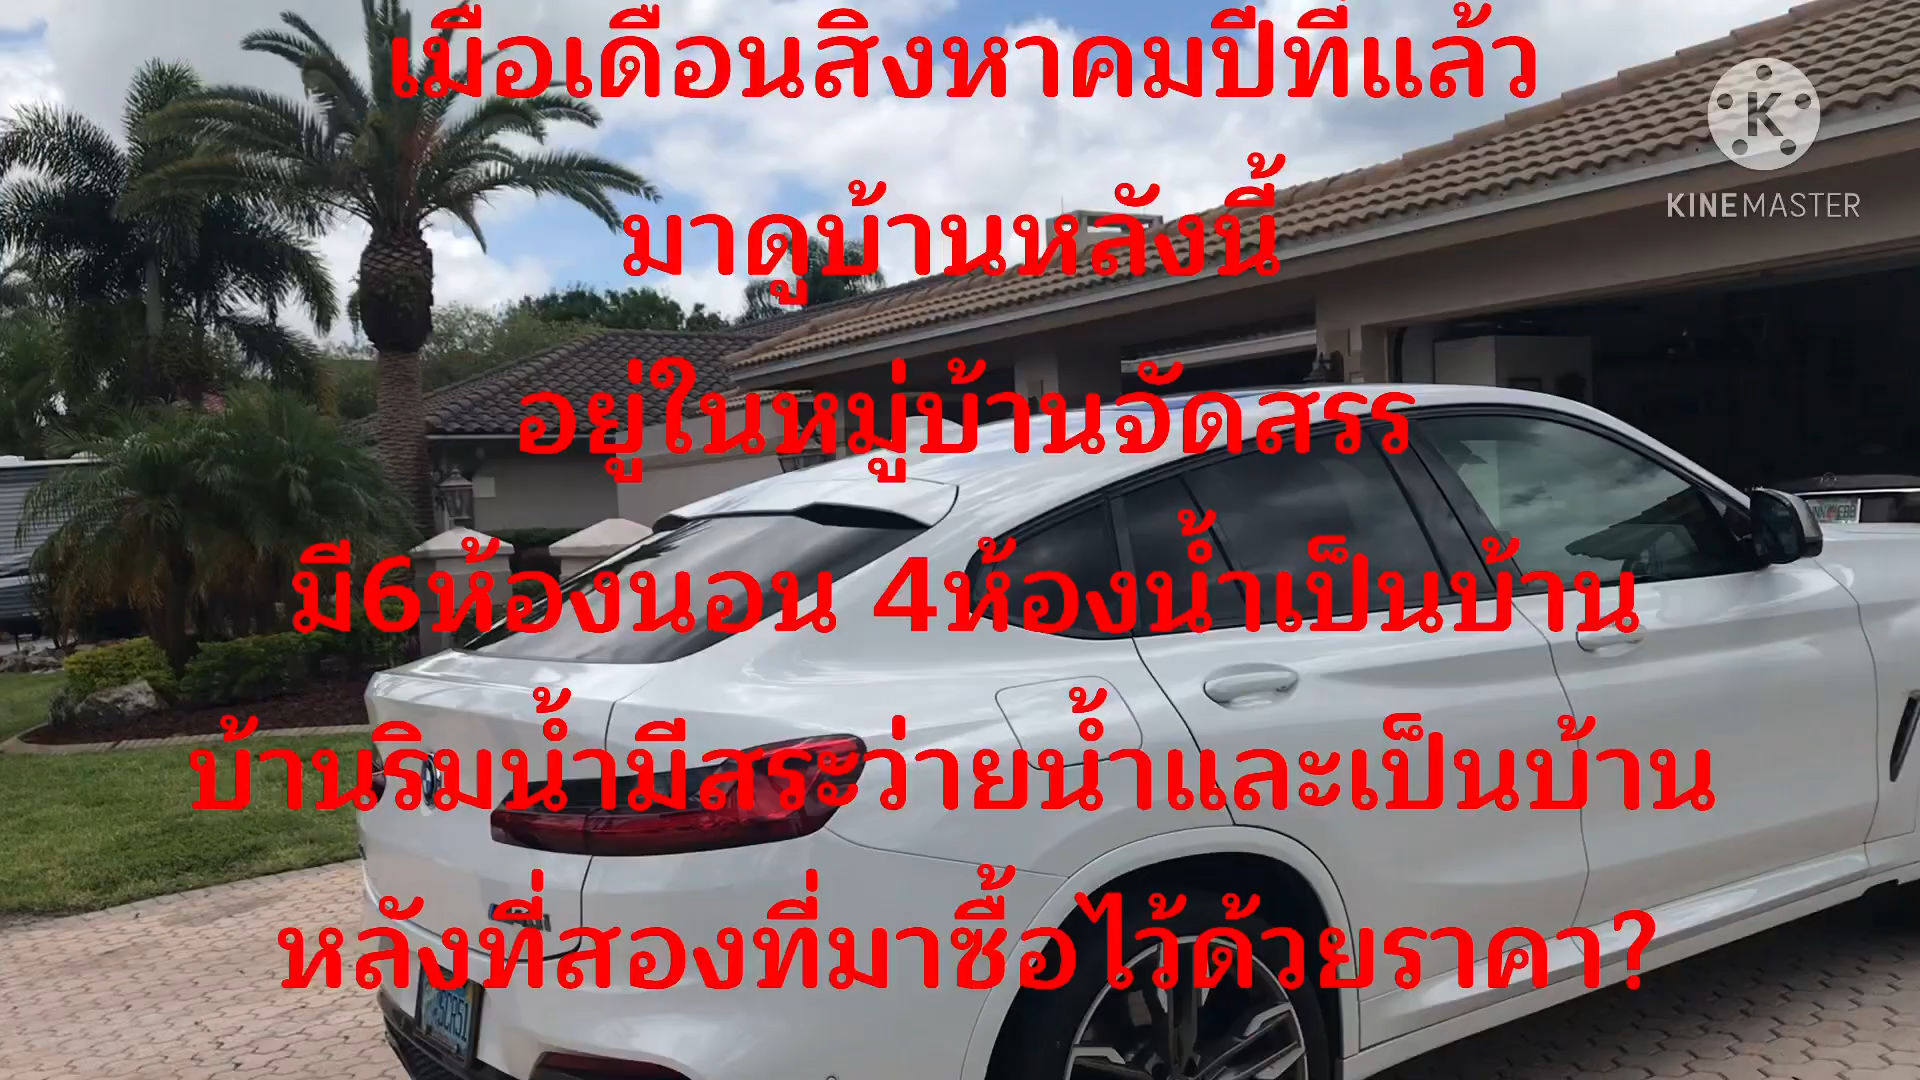 เมื่อเดือนสิงหาคมปีที่แล้ว
KINEMASTER
มาดูบ้านหลังนี้
อยู่ในหมู่บ้านจัดสรร
มี6ห้องนอน 4ห้องน้ำเป็นบ้าน
บ้านริมน้ำมีสระว่ายน้ำและเป็นบ้าน
หลังที่สองที่มาซื้อไว้ด้วยราคา?